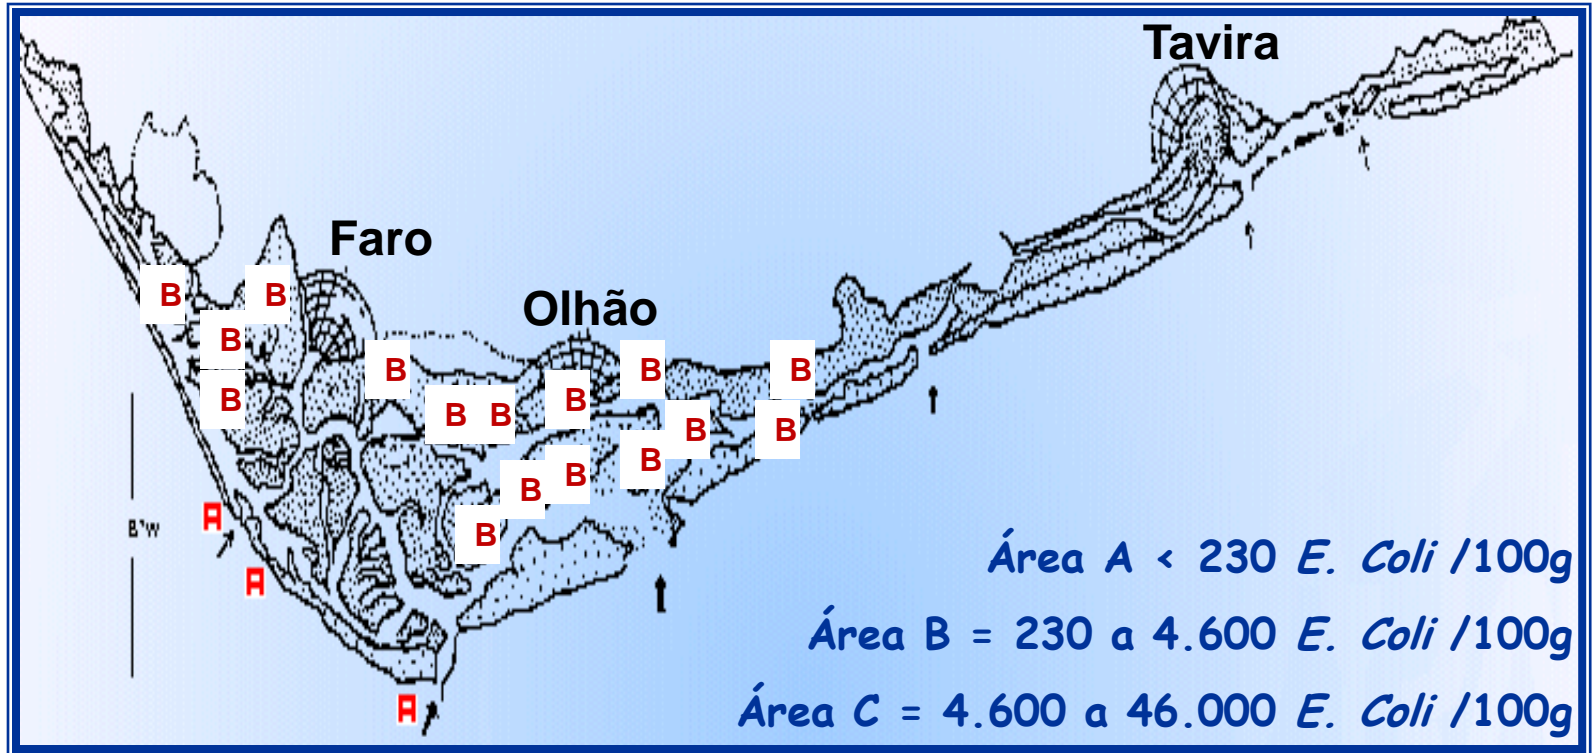 Tavira
Faro
Olhão
B B
B
B B B
B
B B B
B B
B
B
B
B
A
8°W
A
B
A
Área A < 230 E. Coli /100g
Área B = 230 a 4.600 E. Coli /100g
Área C = 4.600 a 46.000 E. Coli /100g